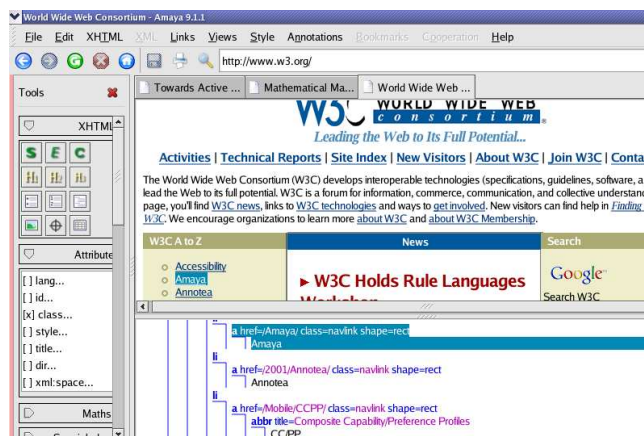 World Wide Web Consortium - Amaya 9.1.1
File Edit XHTML XML Links Views Style Annotations Bookmarks Cooperation Help
http://www.w3.org/
Tools
Towards Active ... Mathematical Ma... World Wide Web ...
XHTML
S E C
H1 H2 H3
W3C WORLD WIDE WEB
consortium
Leading the Web to Its Full Potential...
Activities | Technical Reports | Site Index | New Visitors | About W3C | Join W3C | Conta
The World Wide Web Consortium (W3C) develops interoperable technologies (specifications, guidelines, software, a
lead the Web to its full potential. W3C is a forum for information, commerce, communication, and collective understand
page, you'll find W3C news, links to W3C technologies and ways to get involved. New visitors can find help in Finding
W3C. We encourage organizations to learn more about W3C and about W3C Membership.
W3C A to Z
Accessibility
Amaya
Annotea
News
▸ W3C Holds Rule Languages
Workshop
Search
Google
Search W3C
Attribute
[ ] lang...
[ ] id...
[x] class...
[ ] style...
[ ] title...
[ ] dir...
[ ] xml:space...
Maths
li
a href=/Amaya/ class=navlink shape=rect
Amaya
li
a href=/2001/Annotea/ class=navlink shape=rect
Annotea
li
a href=/Mobile/CCPP/ class=navlink shape=rect
abbr title=Composite Capability/Preference Profiles
CC/PP